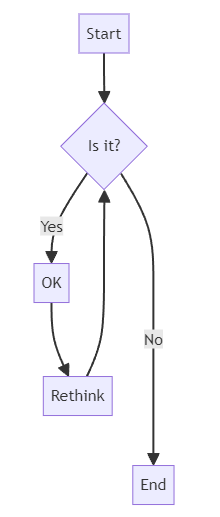 Start
Is it?
Yes
OK
No
Rethink
End